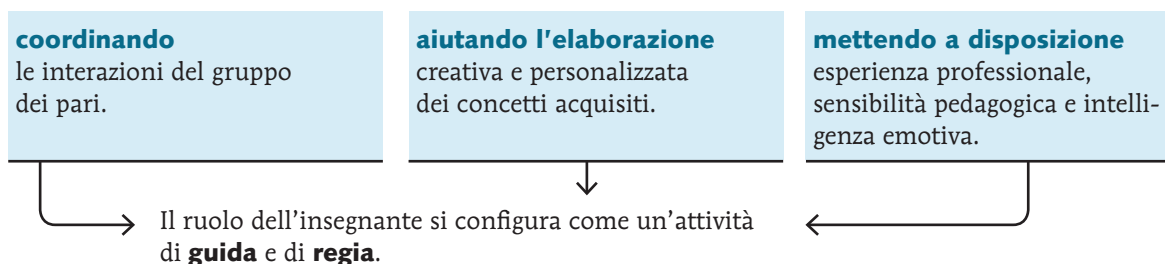 coordinando
le interazioni del gruppo
dei pari.
aiutando l'elaborazione
creativa e personalizzata
dei concetti acquisiti.
mettendo a disposizione
esperienza professionale,
sensibilità pedagogica e intelli-
genza emotiva.
Il ruolo dell'insegnante si configura come un'attività
di guida e di regia.